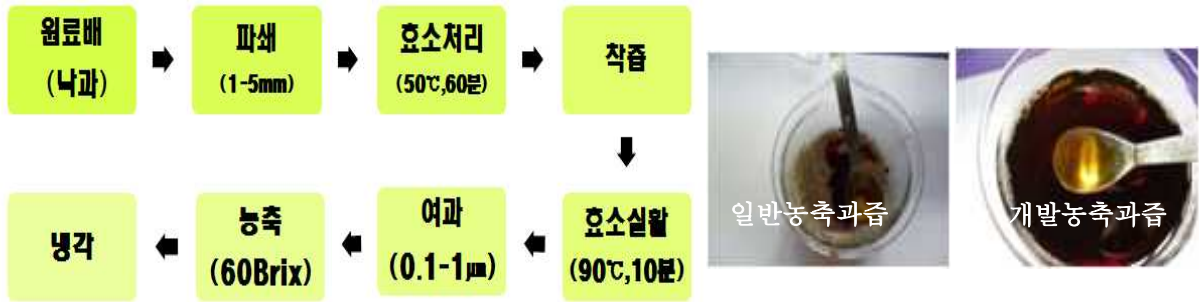 원료배
(낙과)
파쇄
(1-5mm)
효소처리
(50℃,60분)
착즙
효소실활
(90℃,10분)
여과
(0.1-1㎛)
농축
(60Brix)
냉각
일반농축과즙
개발농축과즙